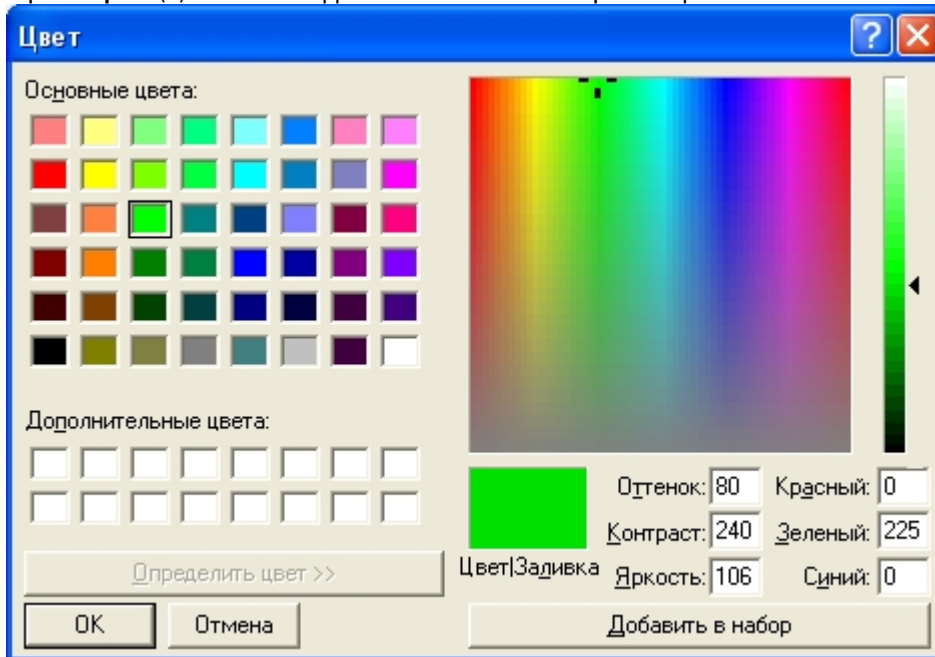 Цвет
Основные цвета:
Дополнительные цвета:
Определить цвет >>
OK Отмена
Цвет|Заливка
Оттенок: 80 Красный: 0
Контраст: 240 Зеленый: 225
Яркость: 106 Синий: 0
Добавить в набор